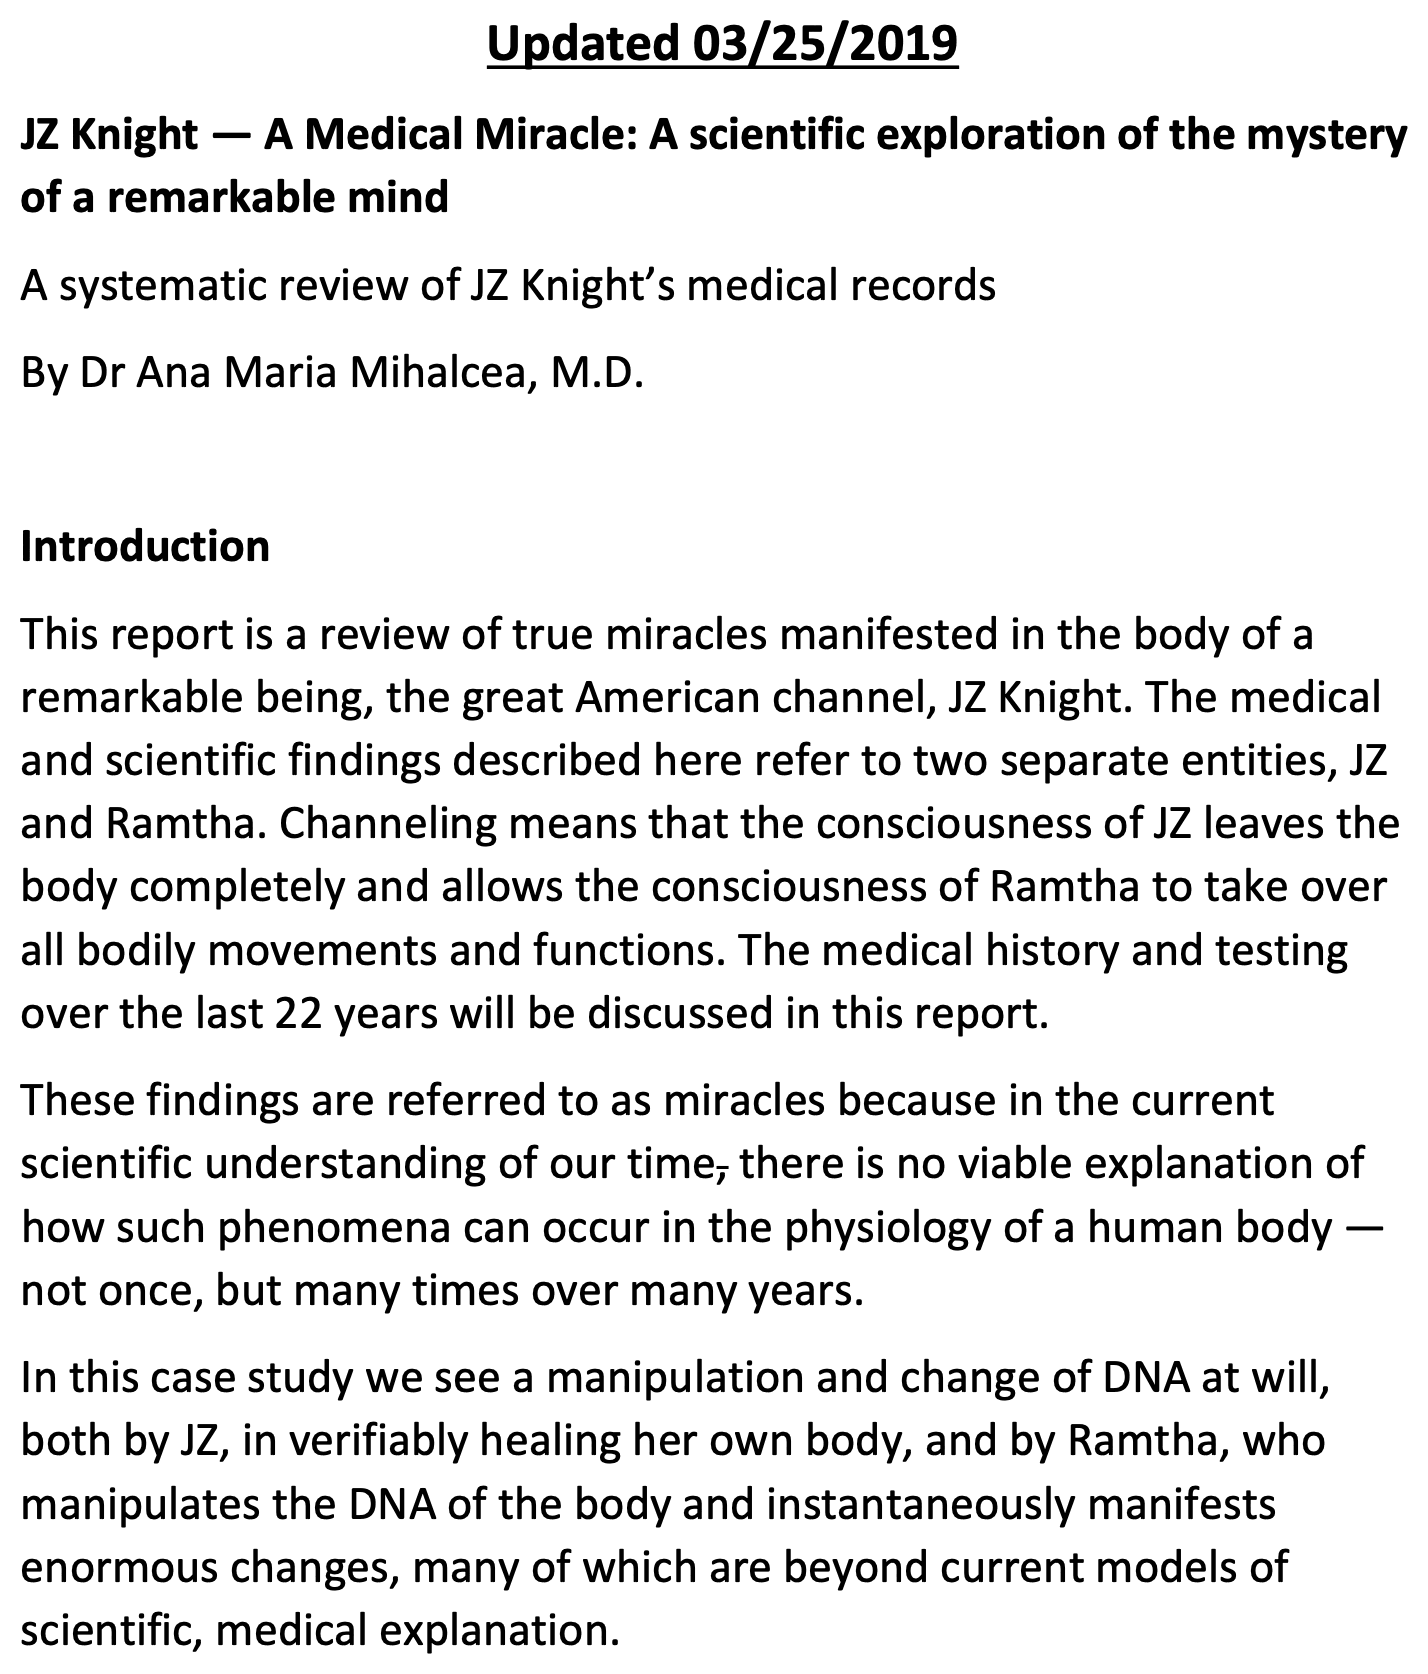 Updated 03/25/2019
JZ Knight — A Medical Miracle: A scientific exploration of the mystery
of a remarkable mind
A systematic review of JZ Knight’s medical records
By Dr Ana Maria Mihalcea, M.D.
Introduction
This report is a review of true miracles manifested in the body of a
remarkable being, the great American channel, JZ Knight. The medical
and scientific findings described here refer to two separate entities, JZ
and Ramtha. Channeling means that the consciousness of JZ leaves the
body completely and allows the consciousness of Ramtha to take over
all bodily movements and functions. The medical history and testing
over the last 22 years will be discussed in this report.
These findings are referred to as miracles because in the current
scientific understanding of our time, there is no viable explanation of
how such phenomena can occur in the physiology of a human body —
not once, but many times over many years.
In this case study we see a manipulation and change of DNA at will,
both by JZ, in verifiably healing her own body, and by Ramtha, who
manipulates the DNA of the body and instantaneously manifests
enormous changes, many of which are beyond current models of
scientific, medical explanation.